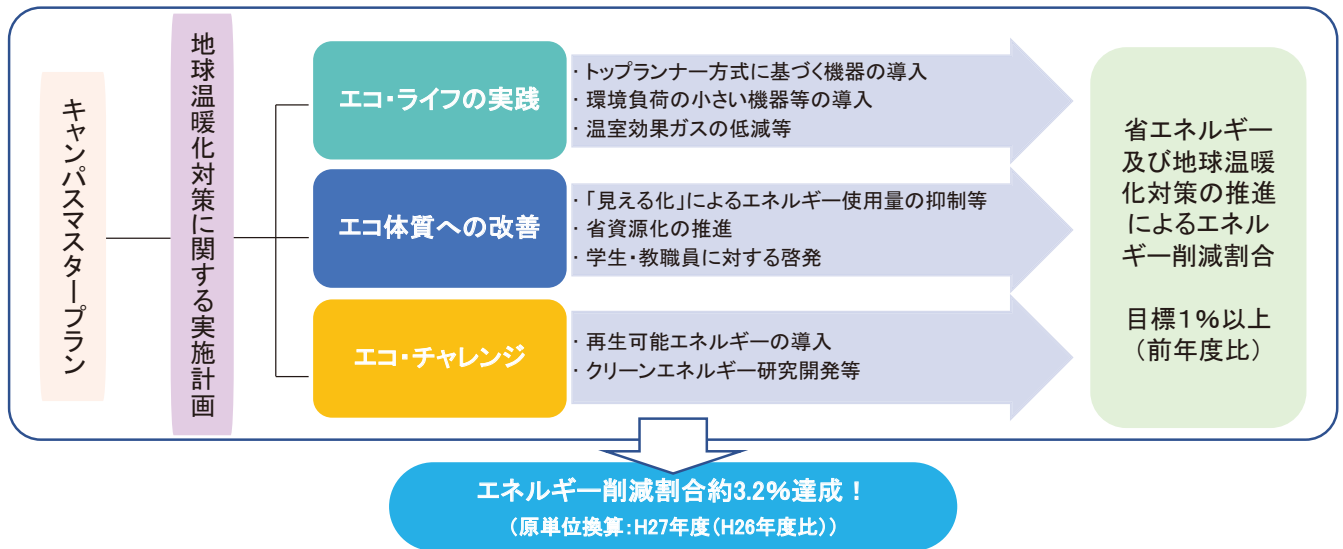 キャンパスマスタープラン
地球温暖化対策に関する実施計画
エコ・ライフの実践
・トップランナー方式に基づく機器の導入
・環境負荷の小さい機器等の導入
・温室効果ガスの低減等
エコ体質への改善
・「見える化」によるエネルギー使用量の抑制等
・省資源化の推進
・学生・教職員に対する啓発
エコ・チャレンジ
・再生可能エネルギーの導入
・クリーンエネルギー研究開発等
省エネルギー
及び地球温暖
化対策の推進
によるエネル
ギー削減割合
目標1%以上
（前年度比）
エネルギー削減割合約3.2%達成！
（原単位換算：H27年度（H26年度比））